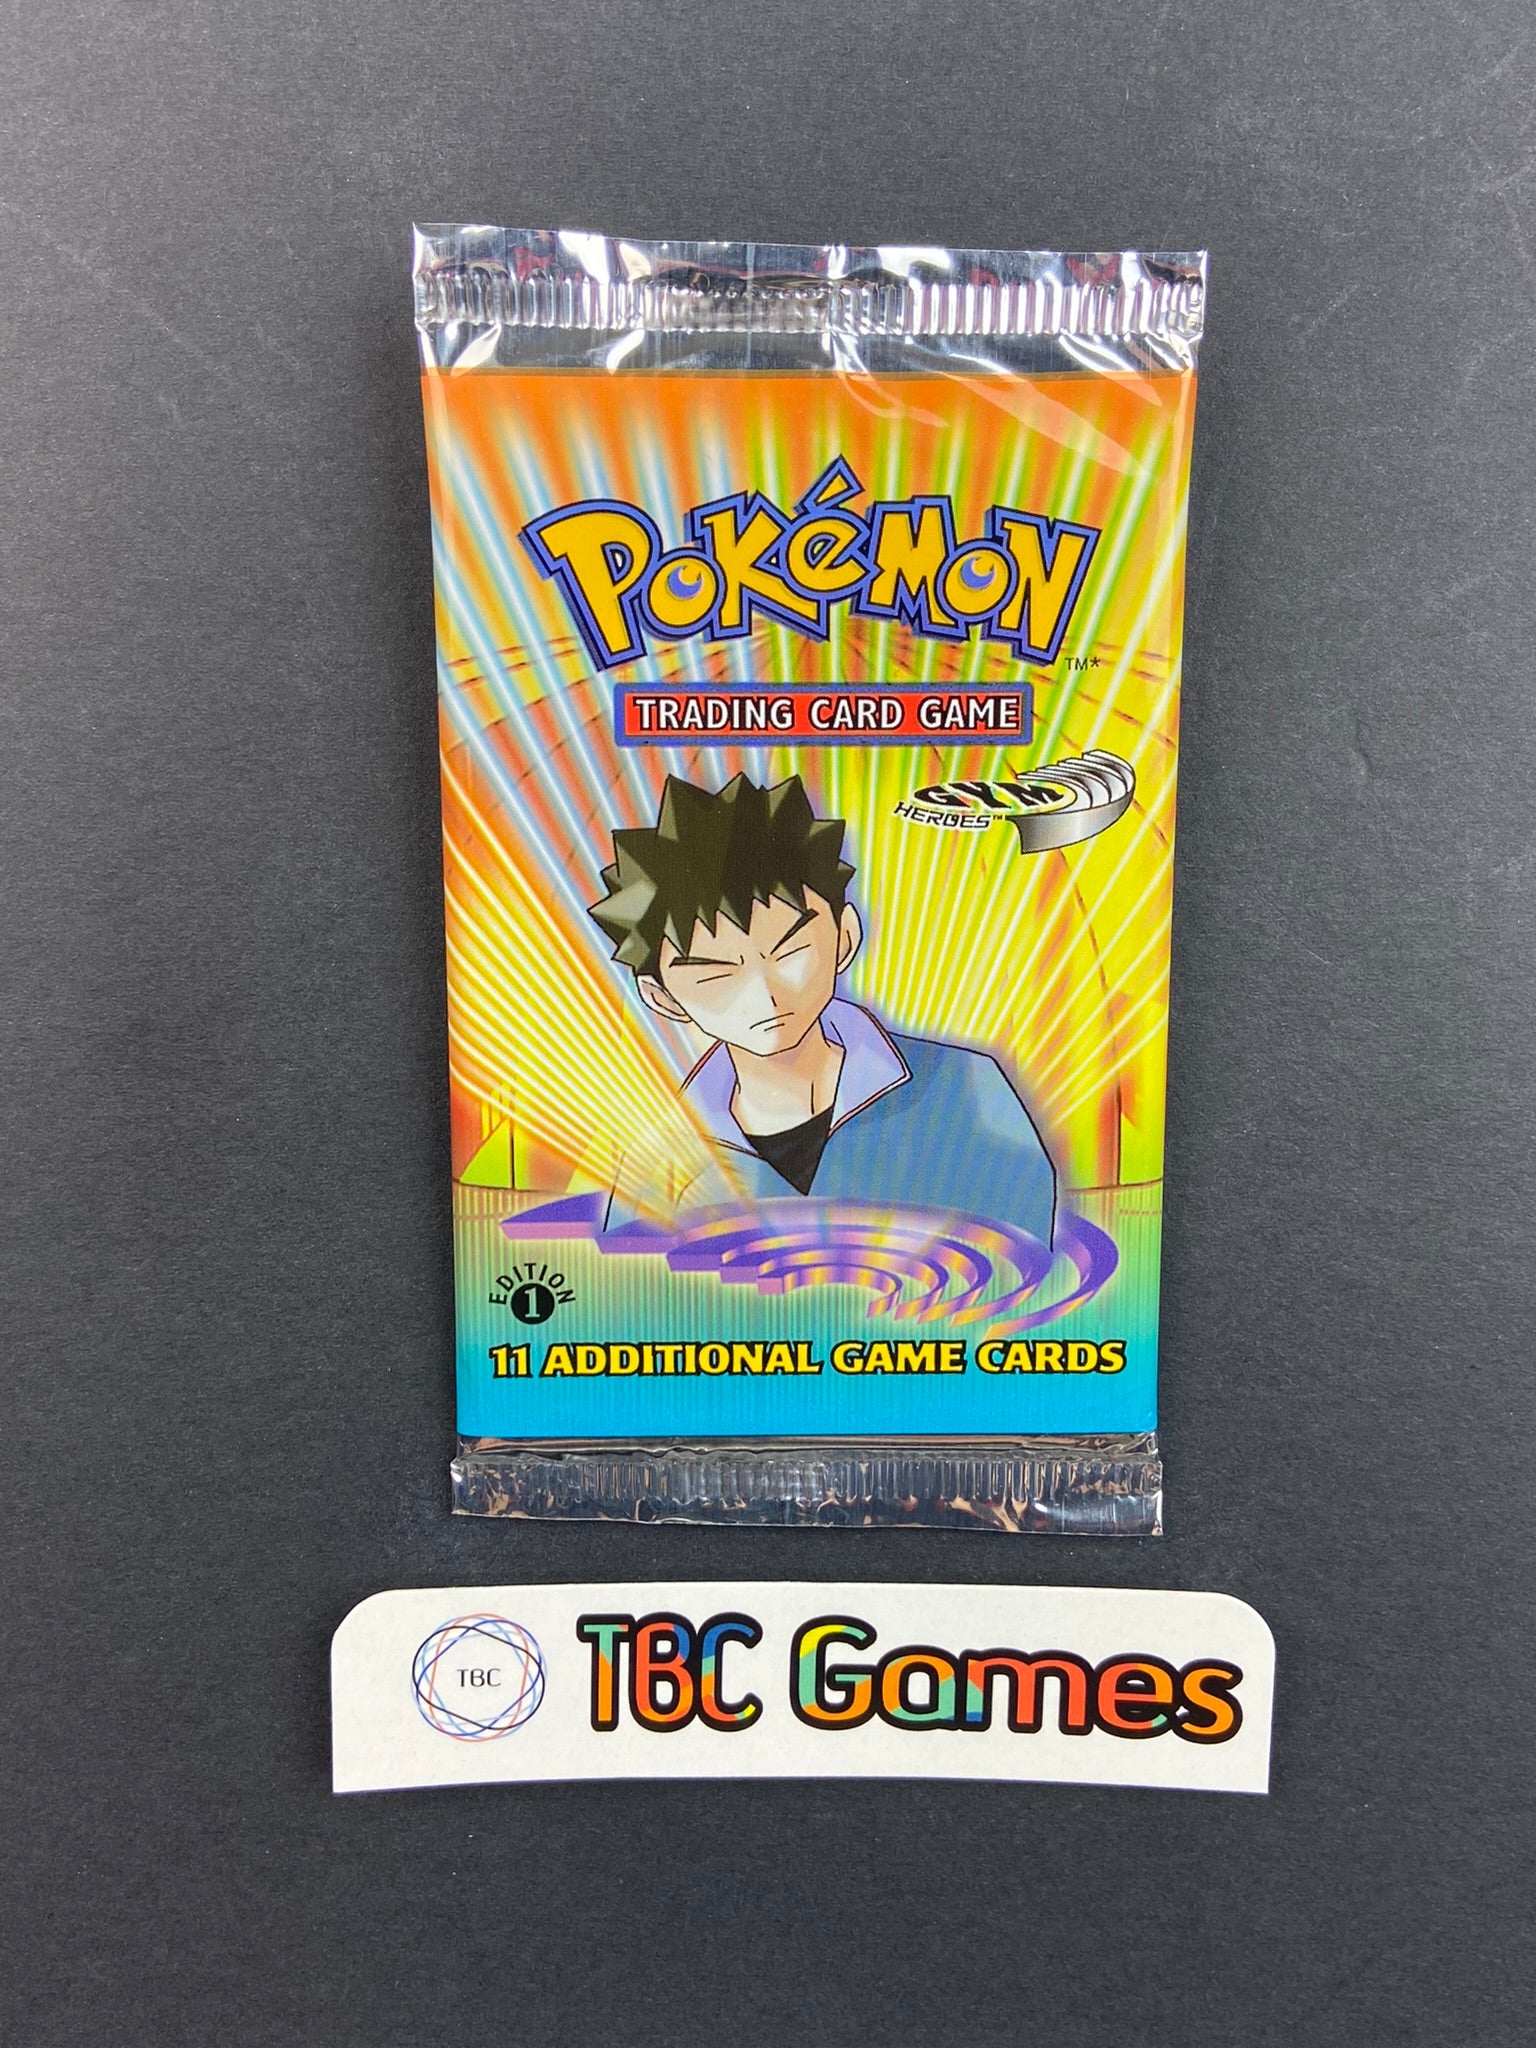 POKéMON
TM*
TRADING CARD GAME
GYM
HEROES™
EDITION
1
11 ADDITIONAL GAME CARDS
TBC
TBC Games